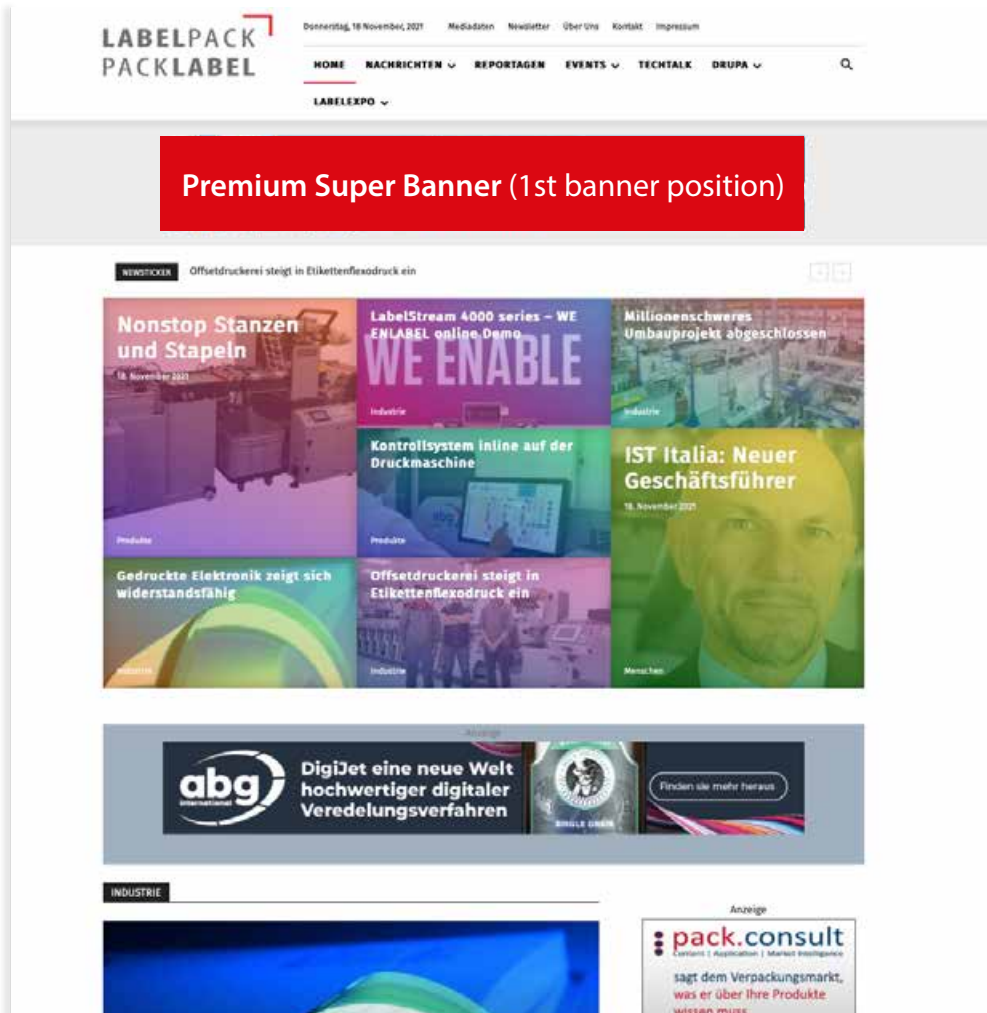 LABELPACK
PACKLABEL
Donnerstag, 18 November, 2021 Mediadaten Newsletter Über Uns Kontakt Impressum
HOME NACHRICHTEN REPORTAGEN EVENTS TECHTALK DRUPA
LABELEXPO
Premium Super Banner (1st banner position)
NEWSTICKER Offsetdruckerei steigt in Etikettenflexodruck ein
Nonstop Stanzen
und Stapeln
18. November 2021
Produkte
LabelStream 4000 series – WE
ENLABEL online Demo
WE ENABLE
Industrie
Millionenschweres
Umbauprojekt abgeschlossen
Industrie
Kontrollsystem inline auf der
Druckmaschine
abg
Produkte
IST Italia: Neuer
Geschäftsführer
18. November 2021
Menschen
Gedruckte Elektronik zeigt sich
widerstandsfähig
Industrie
Offsetdruckerei steigt in
Etikettenflexodruck ein
Industrie
Anzeige
abg
international
DigiJet eine neue Welt
hochwertiger digitaler
Veredelungsverfahren
SINGLE GRAIN
Finden sie mehr heraus
INDUSTRIE
Anzeige
pack.consult
Content | Application | Market Intelligence
sagt dem Verpackungsmarkt,
was er über Ihre Produkte
wissen muss